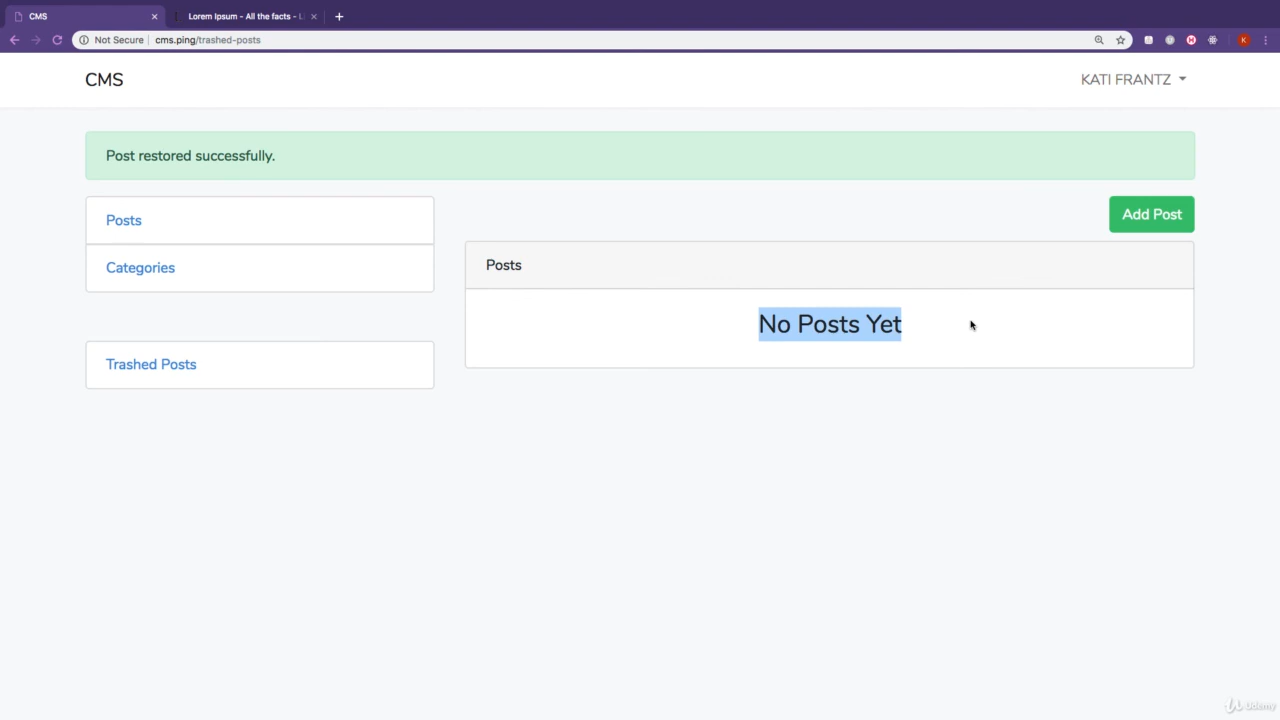 CMS
Lorem Ipsum - All the facts - L
Not Secure
cms.ping/trashed-posts
K
CMS
KATI FRANTZ
Post restored successfully.
Posts
Categories
Trashed Posts
Add Post
Posts
No Posts Yet
Udemy